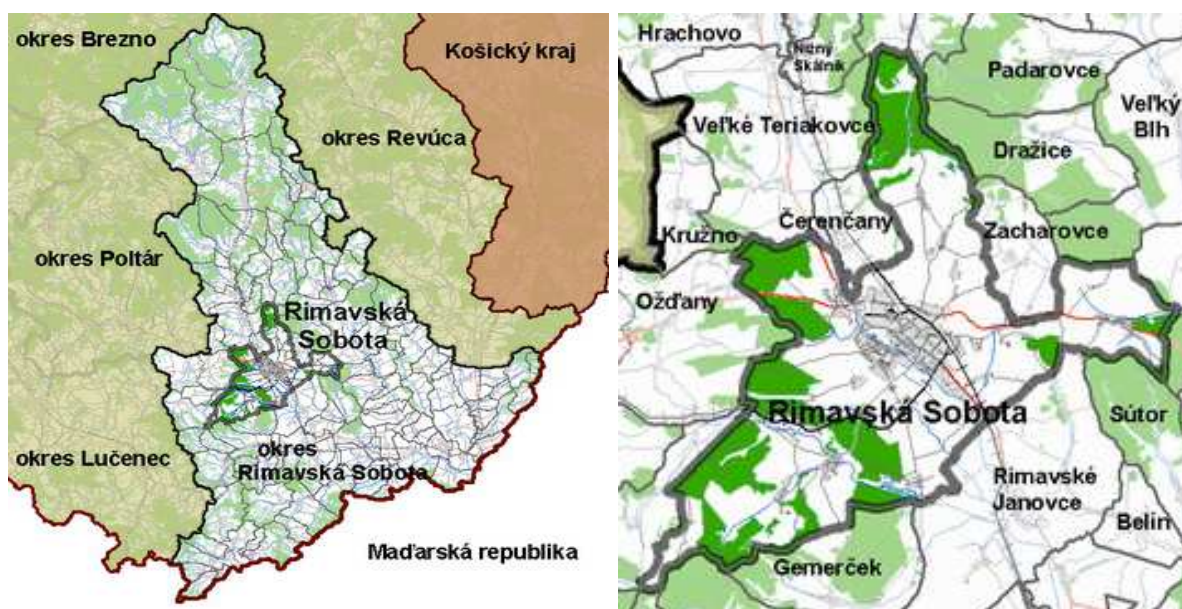 okres Brezno
Košický kraj
okres Revúca
okres Poltár
Rimavská
Sobota
okres
Rimavská Sobota
okres Lučenec
Maďarská republika
Hrachovo
Nižný
Skálnik
Padarovce
Veľký
Blh
Veľké Teriakovce
Dražice
Čerenčany
Kružno
Zacharovce
Ožďany
Rimavská Sobota
Sútor
Rimavské
Janovce
Belín
Gemerček